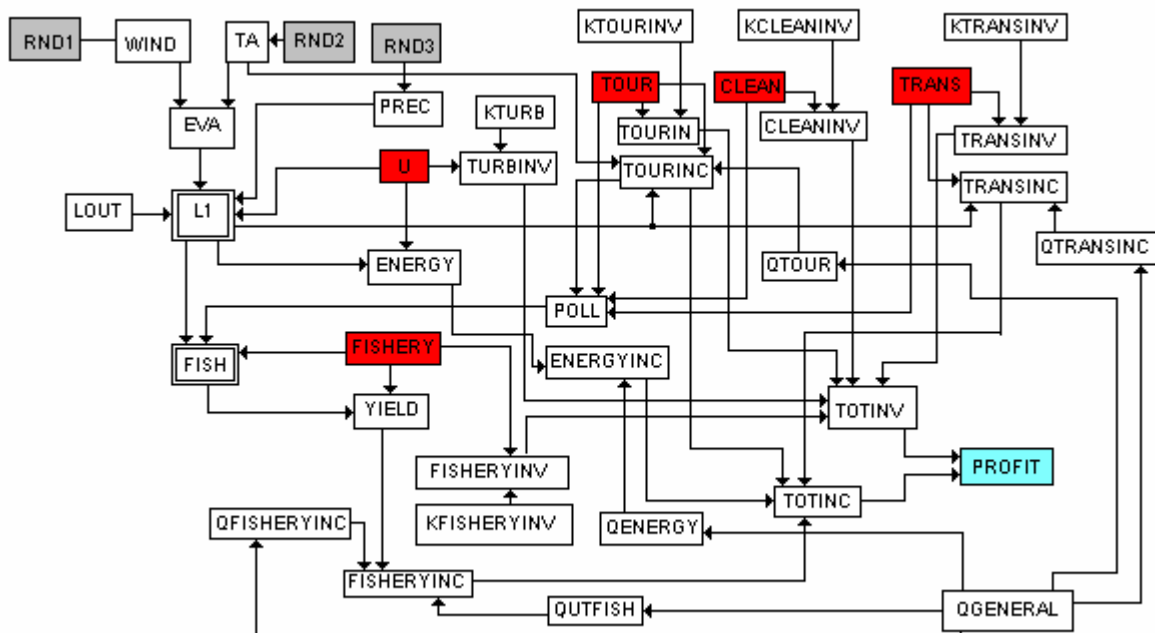 RND1
WIND
TA
RND2
RND3
KTOURINV
KCLEANINV
KTRANSINV
TOUR
CLEAN
TRANS
EVA
PREC
KTURB
TOURIN
CLEANINV
TRANSINV
U
TURBINV
TOURINC
TRANSINC
LOUT
L1
ENERGY
QTOUR
QTRANSINC
POLL
FISHERY
FISH
ENERGYINC
YIELD
TOTINV
FISHERYINV
PROFIT
TOTINC
QFISHERYINC
KFISHERYINV
QENERGY
FISHERYINC
QUTFISH
QGENERAL